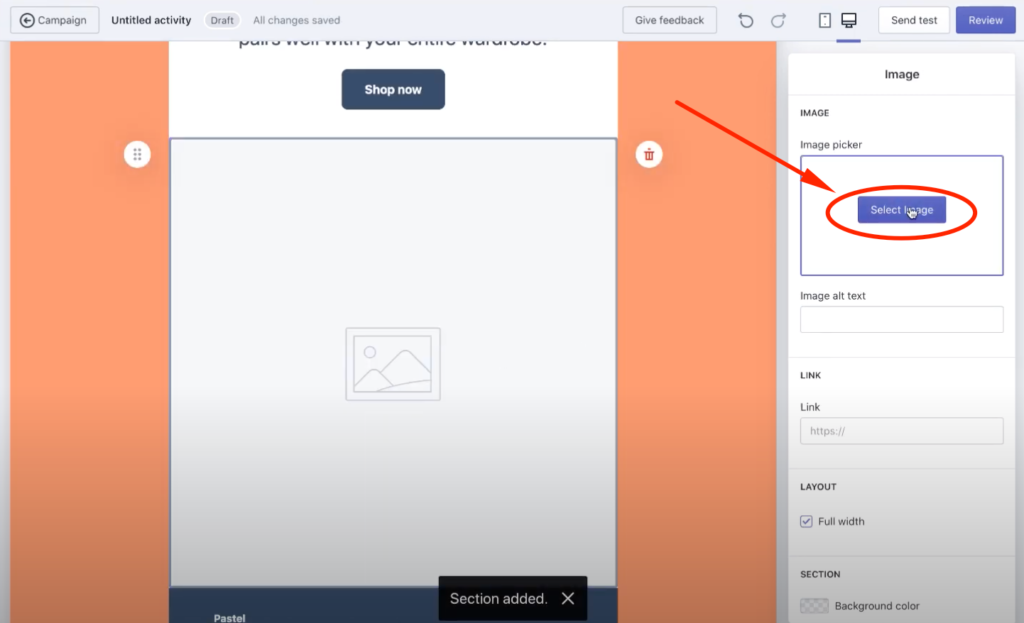 Campaign
Untitled activity
Draft
All changes saved
Give feedback
Send test
Review
pairs well with your entire wardrobe.
Shop now
Image
IMAGE
Image picker
Select Image
Image alt text
LINK
Link
https://
LAYOUT
Full width
SECTION
Background color
Section added.
Pastel